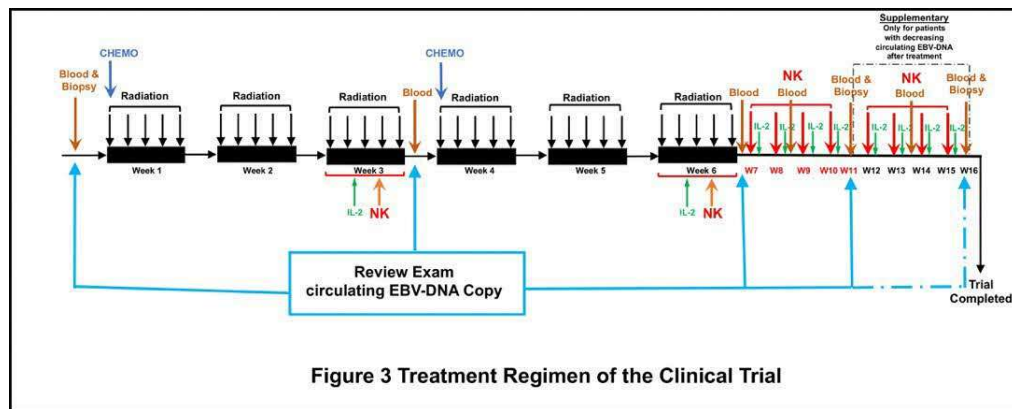 Supplementary
Only for patients
with decreasing
circulating EBV-DNA
after treatment
CHEMO
CHEMO
Blood &
Biopsy
Radiation
Radiation
Radiation
Blood
Radiation
Radiation
Radiation
Blood
NK
Blood
Blood &
Biopsy
NK
Blood
Blood &
Biopsy
IL-2
IL-2
IL-2
IL-2
IL-2
IL-2
IL-2
IL-2
Week 1
Week 2
Week 3
Week 4
Week 5
Week 6
W7
W8
W9
W10
W11
W12
W13
W14
W15
W16
IL-2
NK
IL-2
NK
Review Exam
circulating EBV-DNA Copy
Trial
Completed
Figure 3 Treatment Regimen of the Clinical Trial